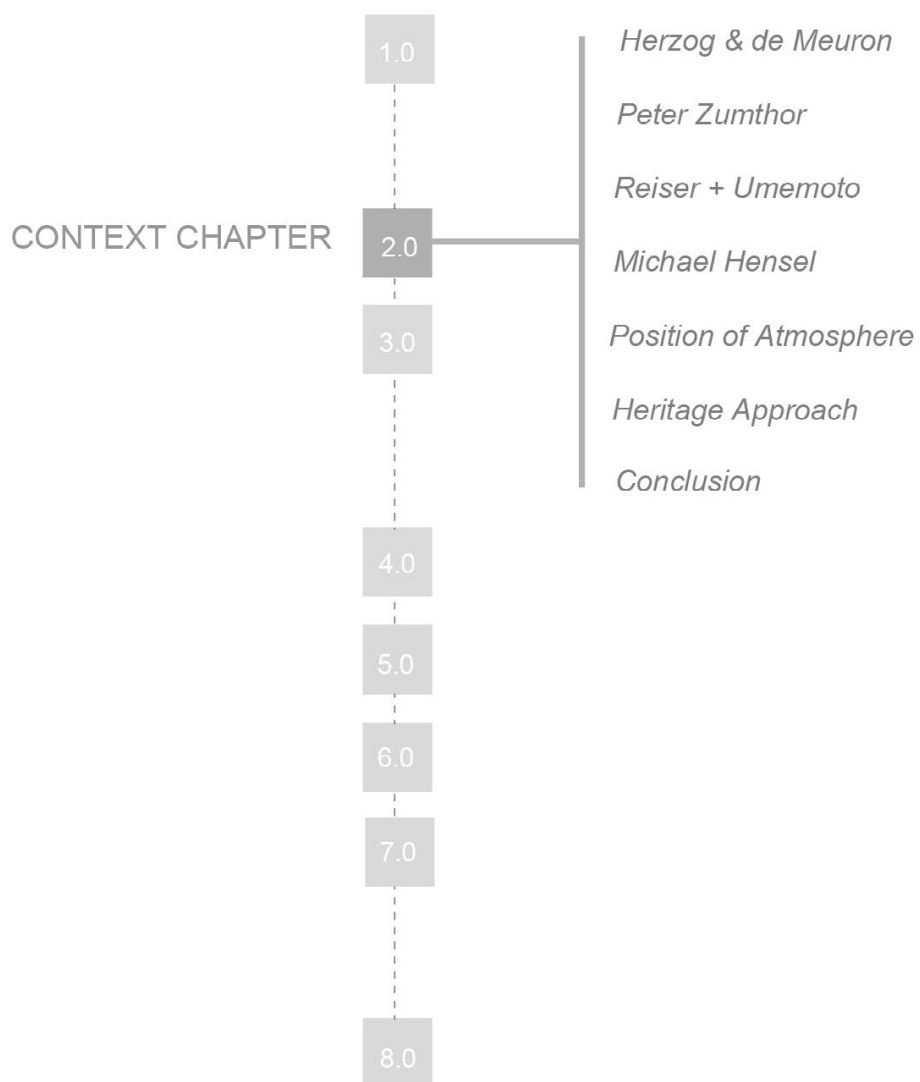 1.0
CONTEXT CHAPTER
2.0
Herzog & de Meuron
Peter Zumthor
Reiser + Umemoto
Michael Hensel
Position of Atmosphere
Heritage Approach
Conclusion
3.0
4.0
5.0
6.0
7.0
8.0